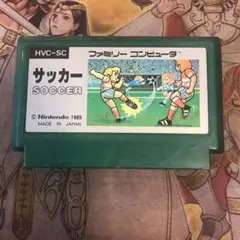 HVC-SC
ファミリー コンピュータ
サッカー
SOCCER
© Nintendo 1985
MADE IN JAPAN